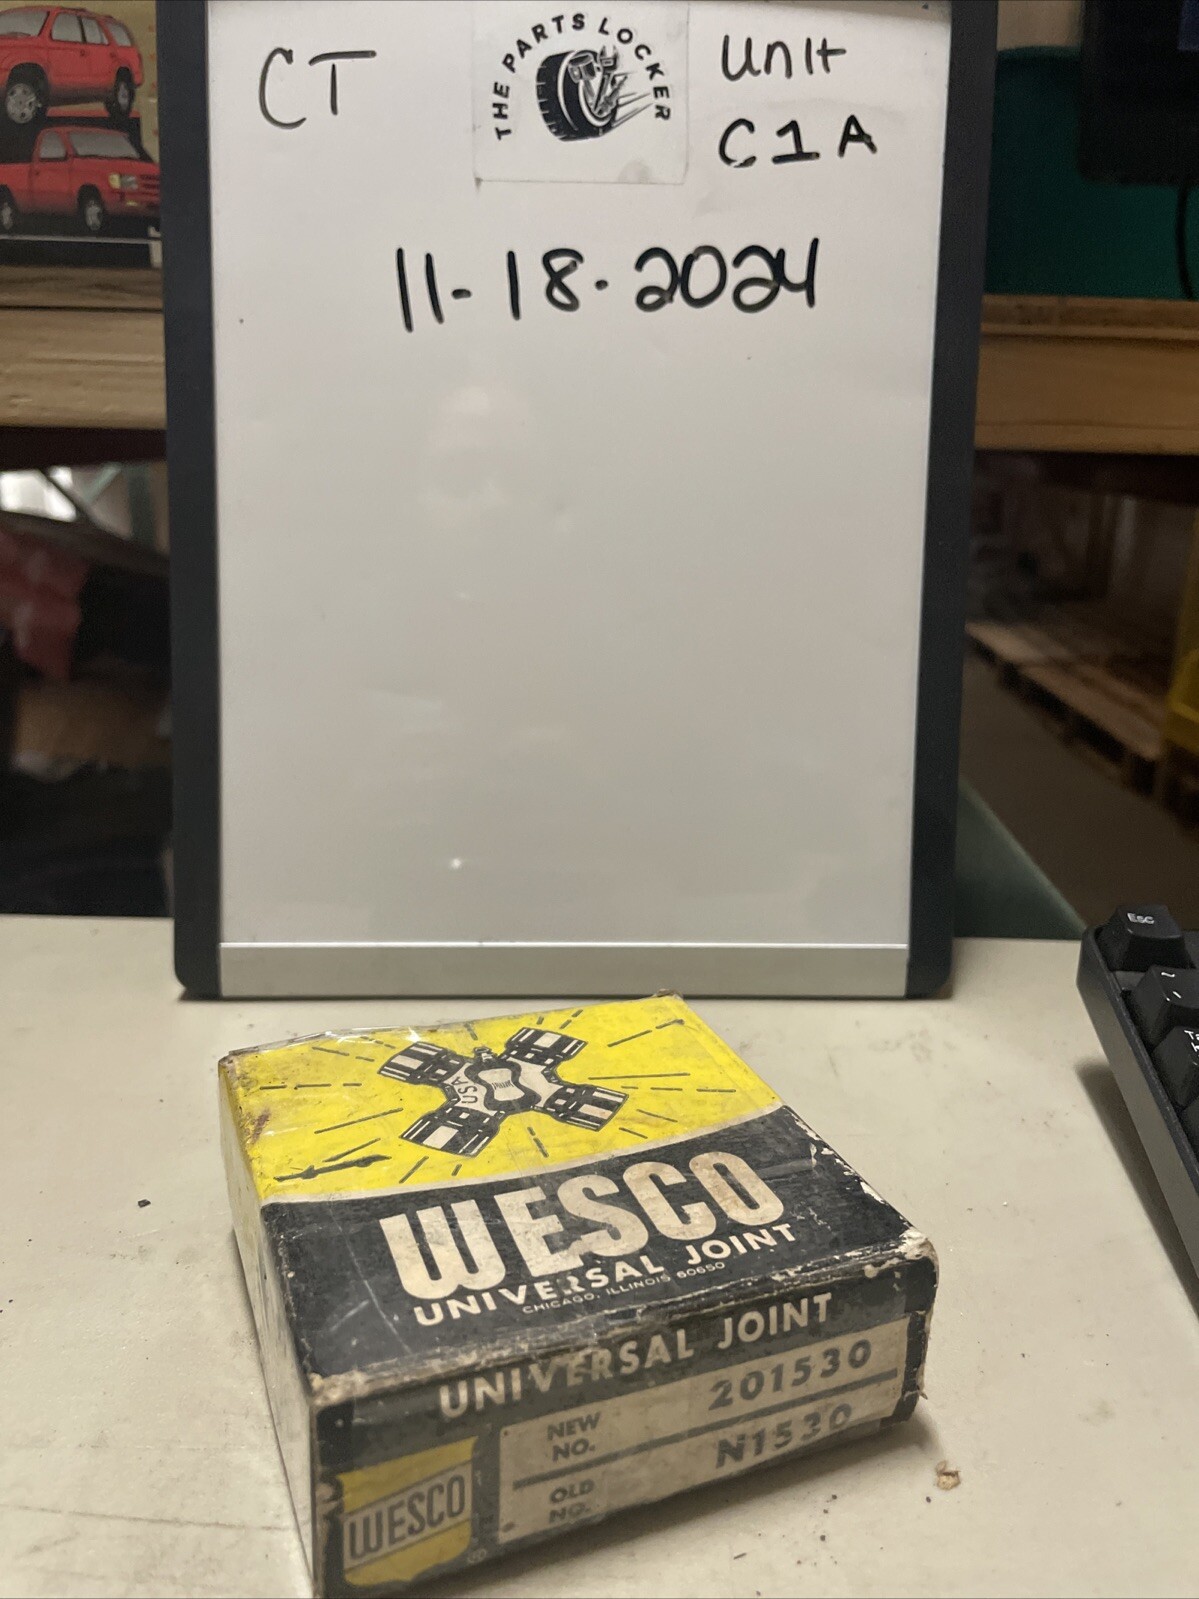 CT
THE PARTS LOCKER
Unit
C1A
11-18-2024
Esc
USA
WESCO
UNIVERSAL JOINT
CHICAGO, ILLINOIS 60650
UNIVERSAL JOINT
NEW NO. 201530
OLD NO. N1530
WESCO